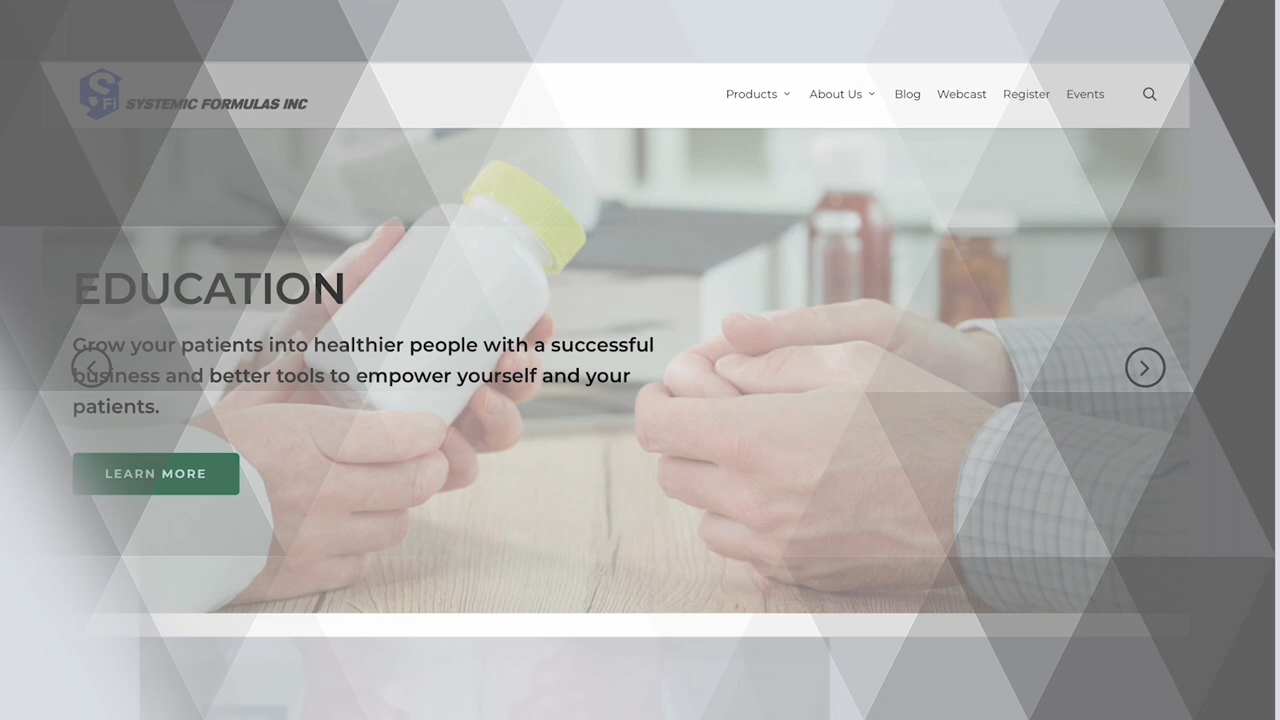 SFi SYSTEMIC FORMULAS INC
Products About Us Blog Webcast Register Events
EDUCATION
Grow your patients into healthier people with a successful
business and better tools to empower yourself and your
patients.
LEARN MORE